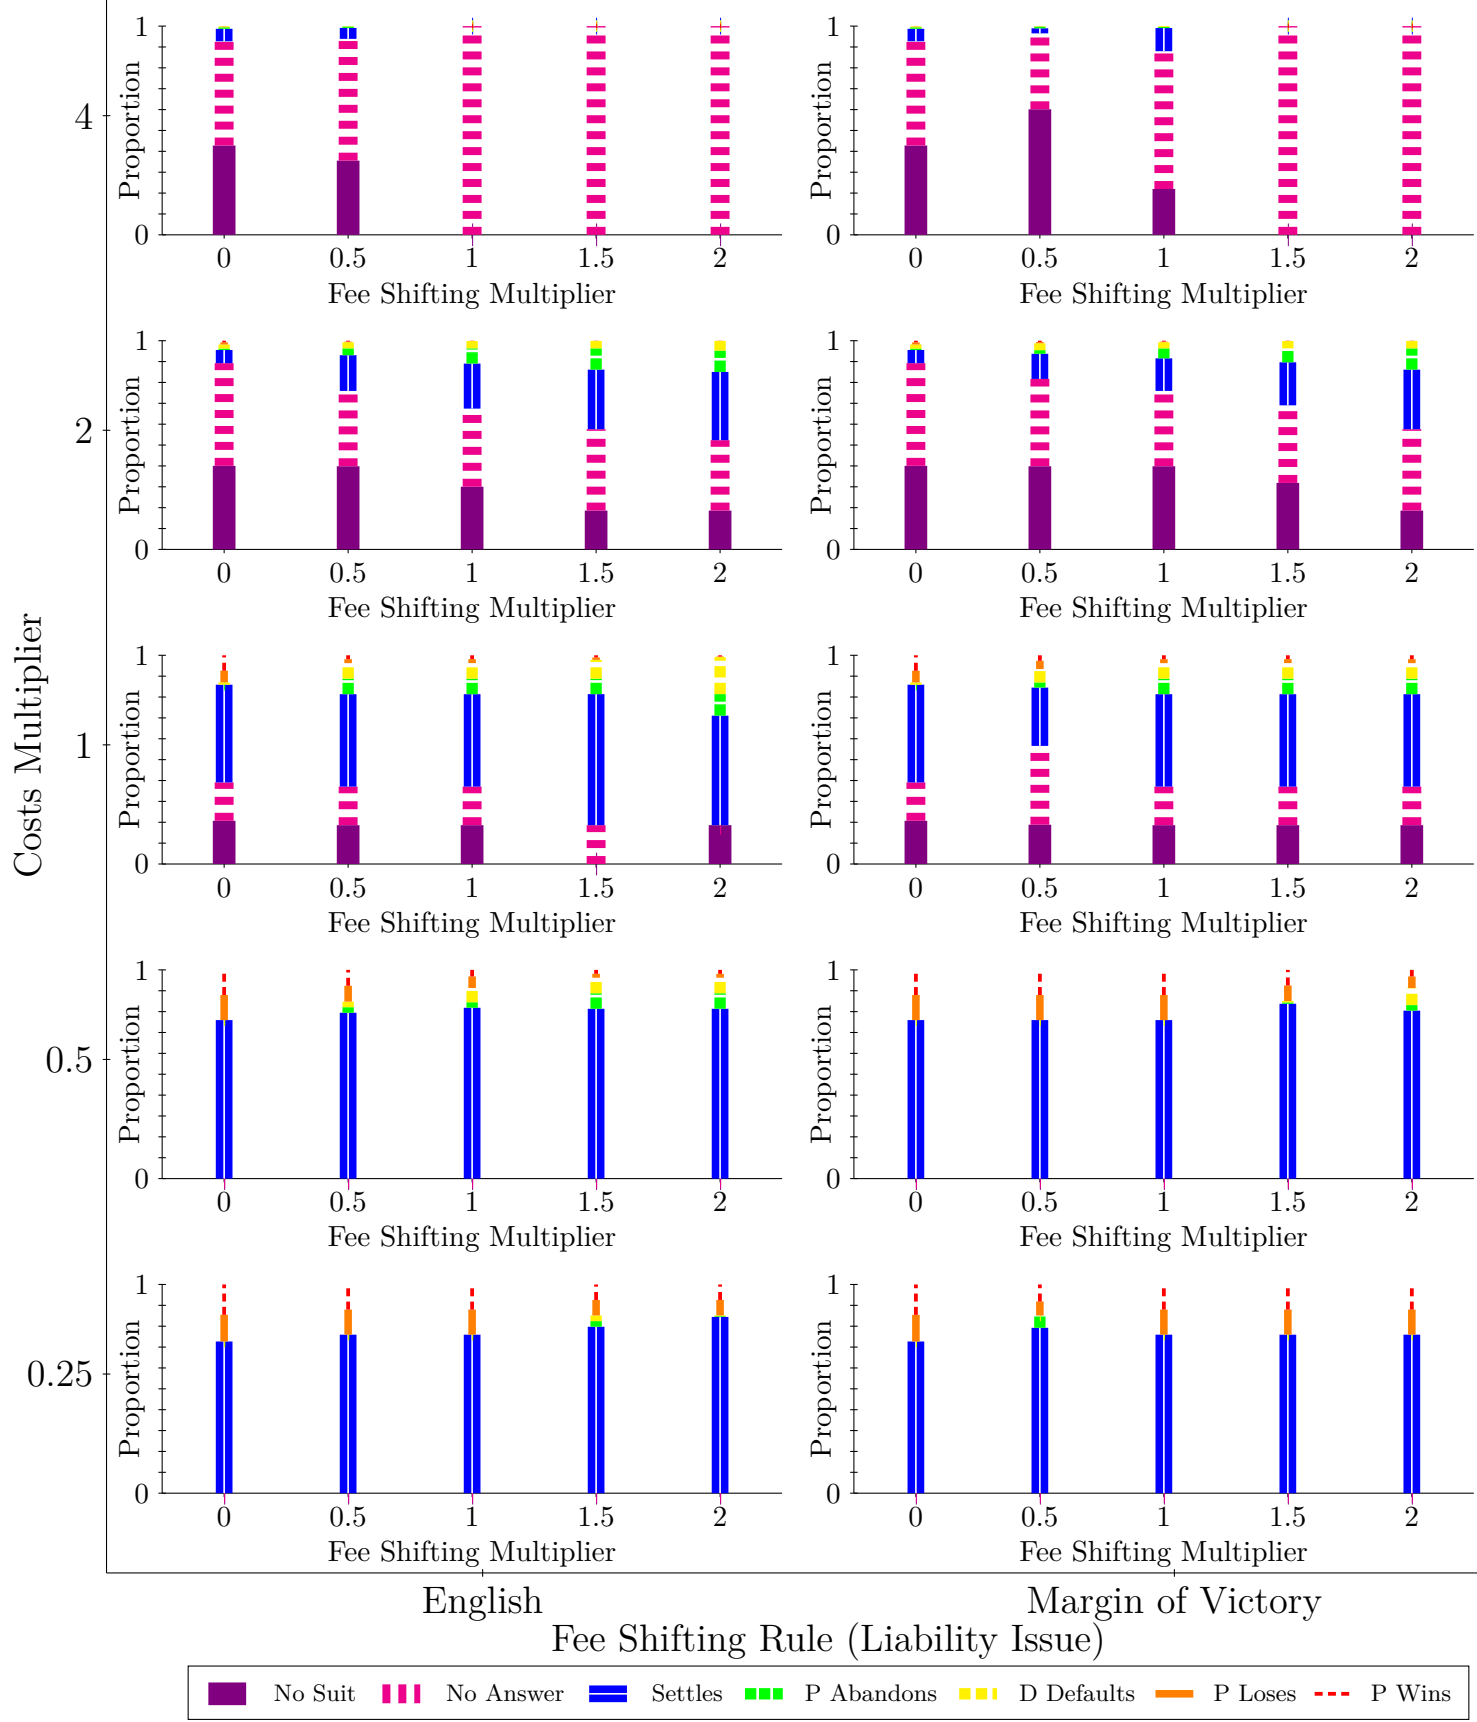 1
Proportion
0
0 0.5 1 1.5 2
Fee Shifting Multiplier
1
Proportion
0
0 0.5 1 1.5 2
Fee Shifting Multiplier
4
1
Proportion
0
0 0.5 1 1.5 2
Fee Shifting Multiplier
1
Proportion
0
0 0.5 1 1.5 2
Fee Shifting Multiplier
2
1
Proportion
0
0 0.5 1 1.5 2
Fee Shifting Multiplier
1
Proportion
0
0 0.5 1 1.5 2
Fee Shifting Multiplier
1
Costs Multiplier
1
Proportion
0
0 0.5 1 1.5 2
Fee Shifting Multiplier
1
Proportion
0
0 0.5 1 1.5 2
Fee Shifting Multiplier
0.5
1
Proportion
0
0 0.5 1 1.5 2
Fee Shifting Multiplier
1
Proportion
0
0 0.5 1 1.5 2
Fee Shifting Multiplier
0.25
English
Margin of Victory
Fee Shifting Rule (Liability Issue)
No Suit No Answer Settles P Abandons D Defaults P Loses P Wins